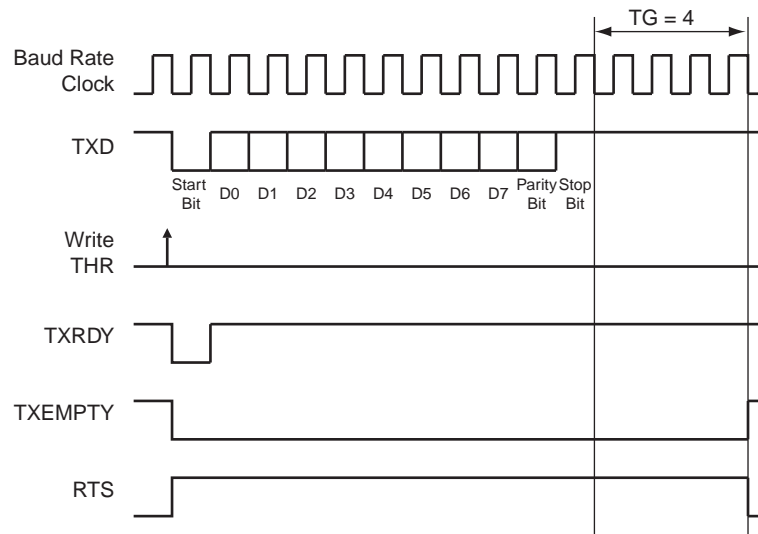 TG = 4
Baud Rate
Clock
TXD
Start
Bit
D0
D1
D2
D3
D4
D5
D6
D7
Parity
Bit
Stop
Bit
Write
THR
TXRDY
TXEMPTY
RTS